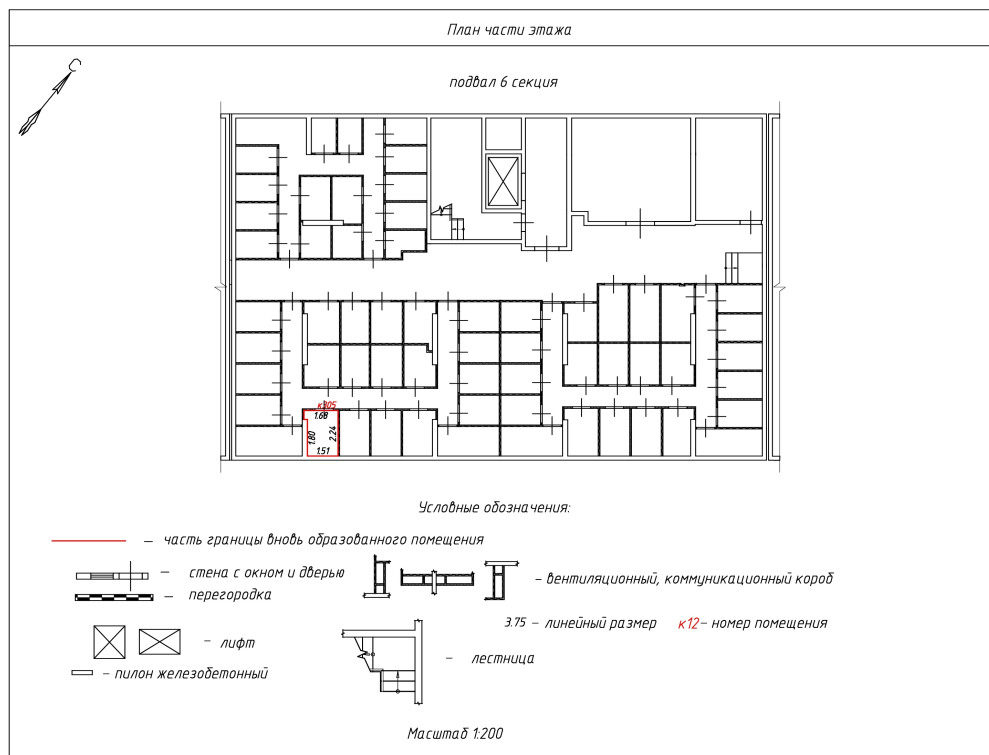 План части этажа
С
подвал 6 секция
к305
1.68
1.80
2.24
1.51
Условные обозначения:
– часть границы вновь образованного помещения
– стена с окном и дверью
– перегородка
– вентиляционный, коммуникационный короб
3.75 – линейный размер к12 – номер помещения
– лифт
– лестница
– пилон железобетонный
Масштаб 1:200